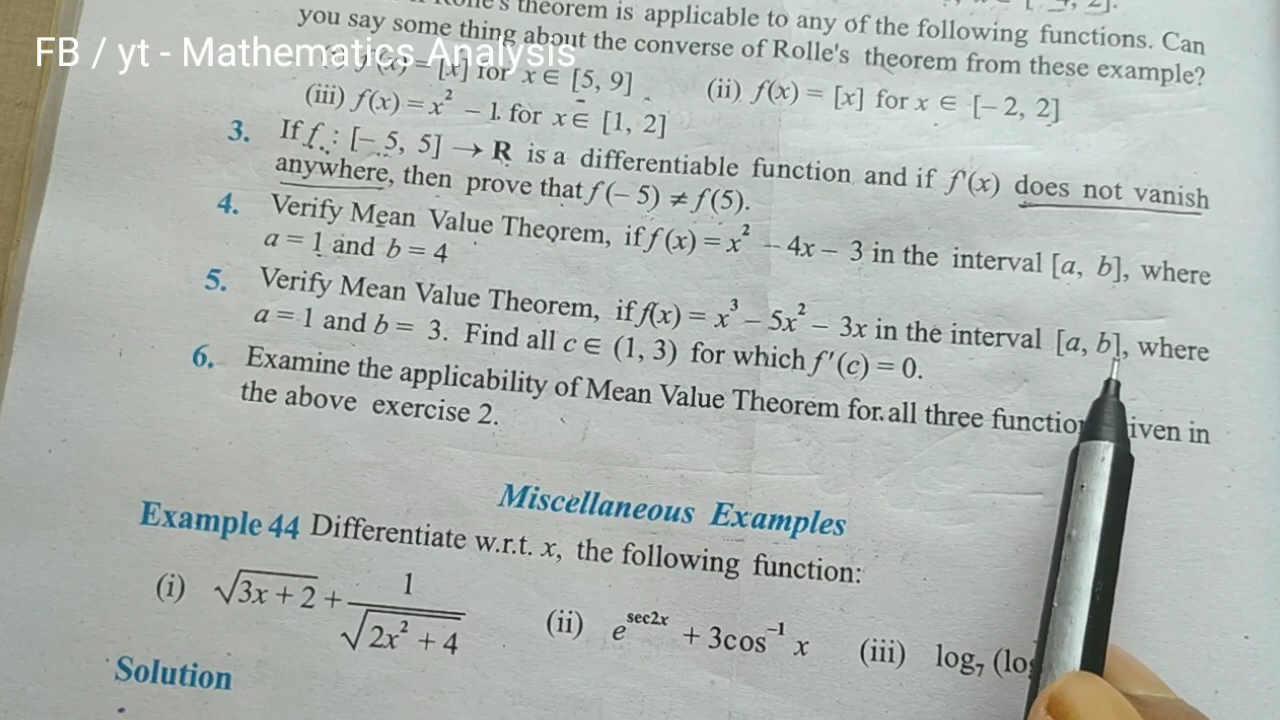 's theorem is applicable to any of the following functions. Can
you say some thing about the converse of Rolle's theorem from these example?
FB / yt - Mathematics Analysis
f(x) = [x] for x ∈ [5, 9] (ii) f(x) = [x] for x ∈ [– 2, 2]
(iii) f(x) = x² – 1 for x ∈ [1, 2]
3. If f : [– 5, 5] → R is a differentiable function and if f′(x) does not vanish
anywhere, then prove that f(– 5) ≠ f(5).
4. Verify Mean Value Theorem, if f(x) = x² – 4x – 3 in the interval [a, b], where
a = 1 and b = 4
5. Verify Mean Value Theorem, if f(x) = x³ – 5x² – 3x in the interval [a, b], where
a = 1 and b = 3. Find all c ∈ (1, 3) for which f′(c) = 0.
6. Examine the applicability of Mean Value Theorem for all three function iven in
the above exercise 2.
Miscellaneous Examples
Example 44 Differentiate w.r.t. x, the following function:
(i) √(3x + 2) + 1/√(2x² + 4) (ii) e^(sec2x) + 3cos⁻¹ x (iii) log₇ (lo
Solution